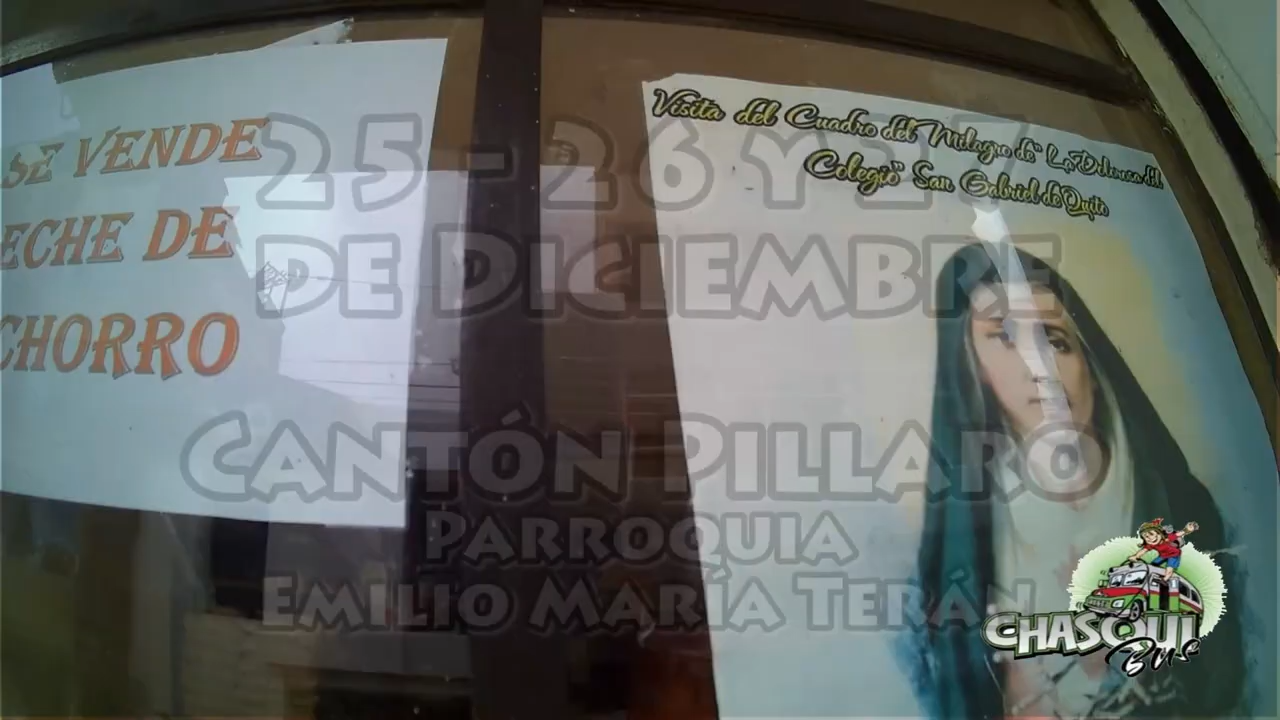 SE VENDE
ECHE DE
CHORRO
Visita del Cuadro del Milagro de" La Dolorosa del
Colegio" San Gabriel de Quito
25-26 Y 27
DE DICIEMBRE
CANTÓN PILLARO
PARROQUIA
EMILIO MARÍA TERÁN
CHASQUI
Bus